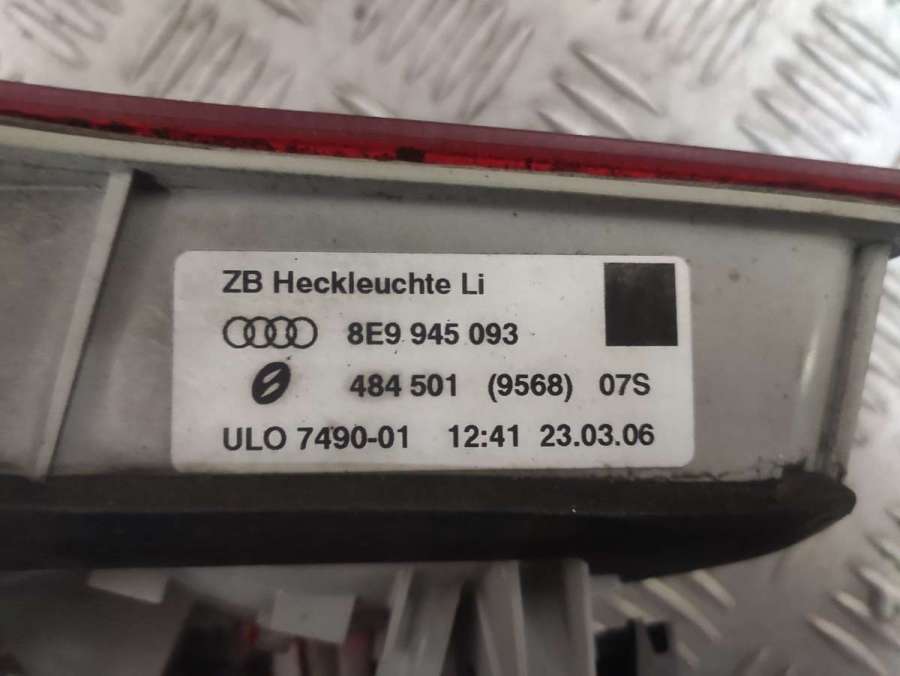 ZB Heckleuchte Li
8E9 945 093
484 501 (9568) 07S
ULO 7490-01 12:41 23.03.06